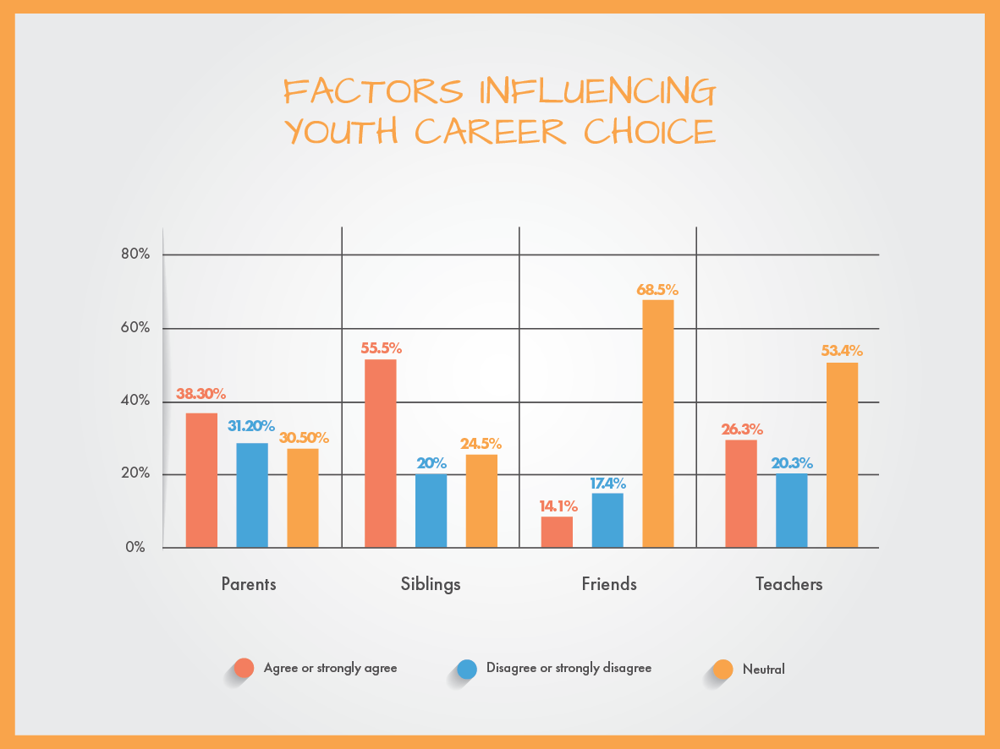 FACTORS INFLUENCING
YOUTH CAREER CHOICE
80%
60%
40%
20%
0%
38.30%
31.20%
30.50%
55.5%
20%
24.5%
14.1%
17.4%
68.5%
26.3%
20.3%
53.4%
Parents
Siblings
Friends
Teachers
Agree or strongly agree
Disagree or strongly disagree
Neutral